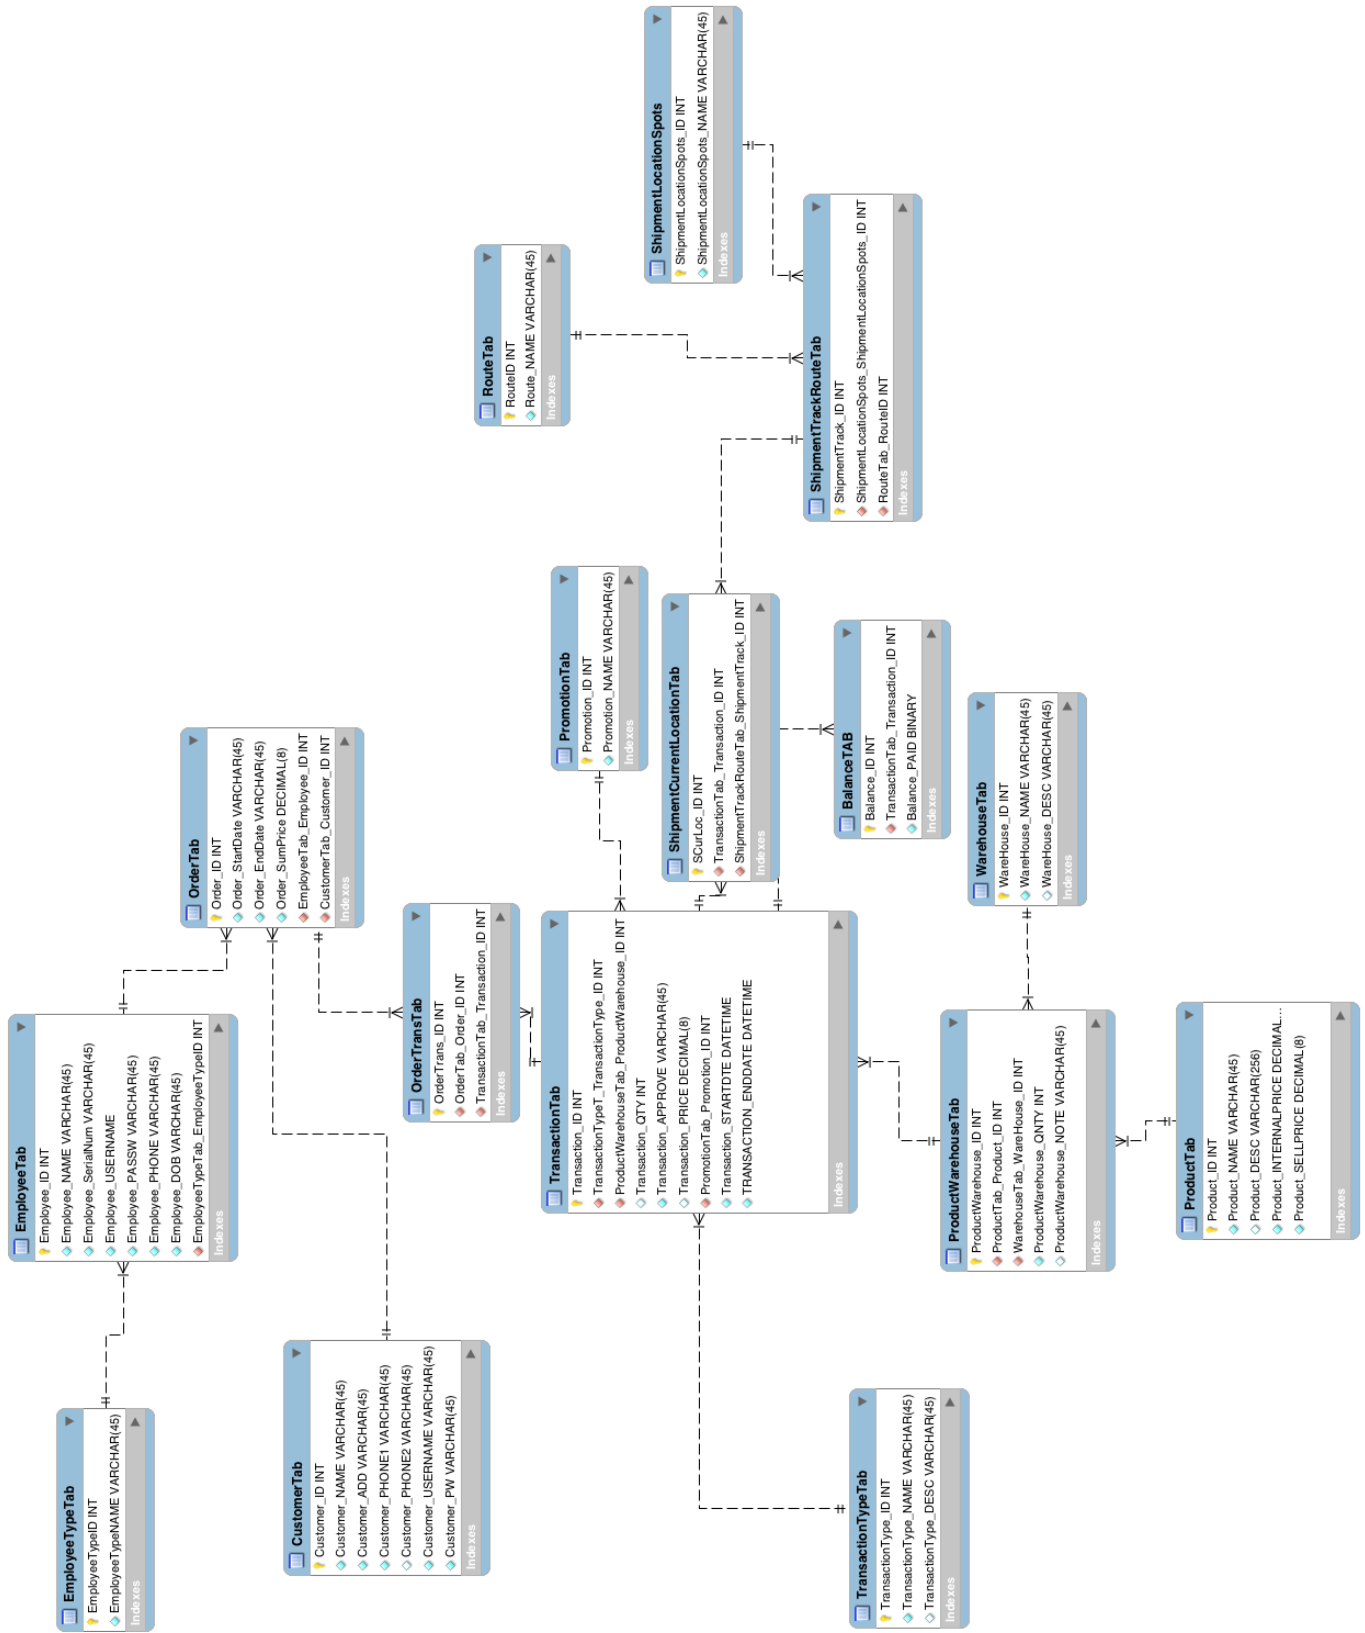 EmployeeTypeTab
EmployeeTypeID INT
EmployeeTypeNAME VARCHAR(45)
Indexes
EmployeeTab
Employee_ID INT
Employee_NAME VARCHAR(45)
Employee_SerialNum VARCHAR(45)
Employee_USERNAME
Employee_PASSW VARCHAR(45)
Employee_PHONE VARCHAR(45)
Employee_DOB VARCHAR(45)
EmployeeTypeTab_EmployeeTypeID INT
Indexes
OrderTab
Order_ID INT
Order_StartDate VARCHAR(45)
Order_EndDate VARCHAR(45)
Order_SumPrice DECIMAL(8)
EmployeeTab_Employee_ID INT
CustomerTab_Customer_ID INT
Indexes
CustomerTab
Customer_ID INT
Customer_NAME VARCHAR(45)
Customer_ADD VARCHAR(45)
Customer_PHONE1 VARCHAR(45)
Customer_PHONE2 VARCHAR(45)
Customer_USERNAME VARCHAR(45)
Customer_PW VARCHAR(45)
Indexes
OrderTransTab
OrderTrans_ID INT
OrderTab_Order_ID INT
TransactionTab_Transaction_ID INT
Indexes
RouteTab
RouteID INT
Route_NAME VARCHAR(45)
Indexes
TransactionTab
Transaction_ID INT
TransactionTypeT_TransactionType_ID INT
ProductWarehouseTab_ProductWarehouse_ID INT
Transaction_QTY INT
Transaction_APPROVE VARCHAR(45)
Transaction_PRICE DECIMAL(8)
PromotionTab_Promotion_ID INT
Transaction_STARTDTE DATETIME
TRANSACTION_ENDDATE DATETIME
Indexes
PromotionTab
Promotion_ID INT
Promotion_NAME VARCHAR(45)
Indexes
ShipmentLocationSpots
ShipmentLocationSpots_ID INT
ShipmentLocationSpots_NAME VARCHAR(45)
Indexes
ShipmentCurrentLocationTab
SCurLoc_ID INT
TransactionTab_Transaction_ID INT
ShipmentTrackRouteTab_ShipmentTrack_ID INT
Indexes
ShipmentTrackRouteTab
ShipmentTrack_ID INT
ShipmentLocationSpots_ShipmentLocationSpots_ID INT
RouteTab_RouteID INT
Indexes
BalanceTAB
Balance_ID INT
TransactionTab_Transaction_ID INT
Balance_PAID BINARY
Indexes
TransactionTypeTab
TransactionType_ID INT
TransactionType_NAME VARCHAR(45)
TransactionType_DESC VARCHAR(45)
Indexes
ProductWarehouseTab
ProductWarehouse_ID INT
ProductTab_Product_ID INT
WarehouseTab_WareHouse_ID INT
ProductWarehouse_QNTY INT
ProductWarehouse_NOTE VARCHAR(45)
Indexes
WarehouseTab
WareHouse_ID INT
WareHouse_NAME VARCHAR(45)
WareHouse_DESC VARCHAR(45)
Indexes
ProductTab
Product_ID INT
Product_NAME VARCHAR(45)
Product_DESC VARCHAR(256)
Product_INTERNALPRICE DECIMAL...
Product_SELLPRICE DECIMAL(8)
Indexes